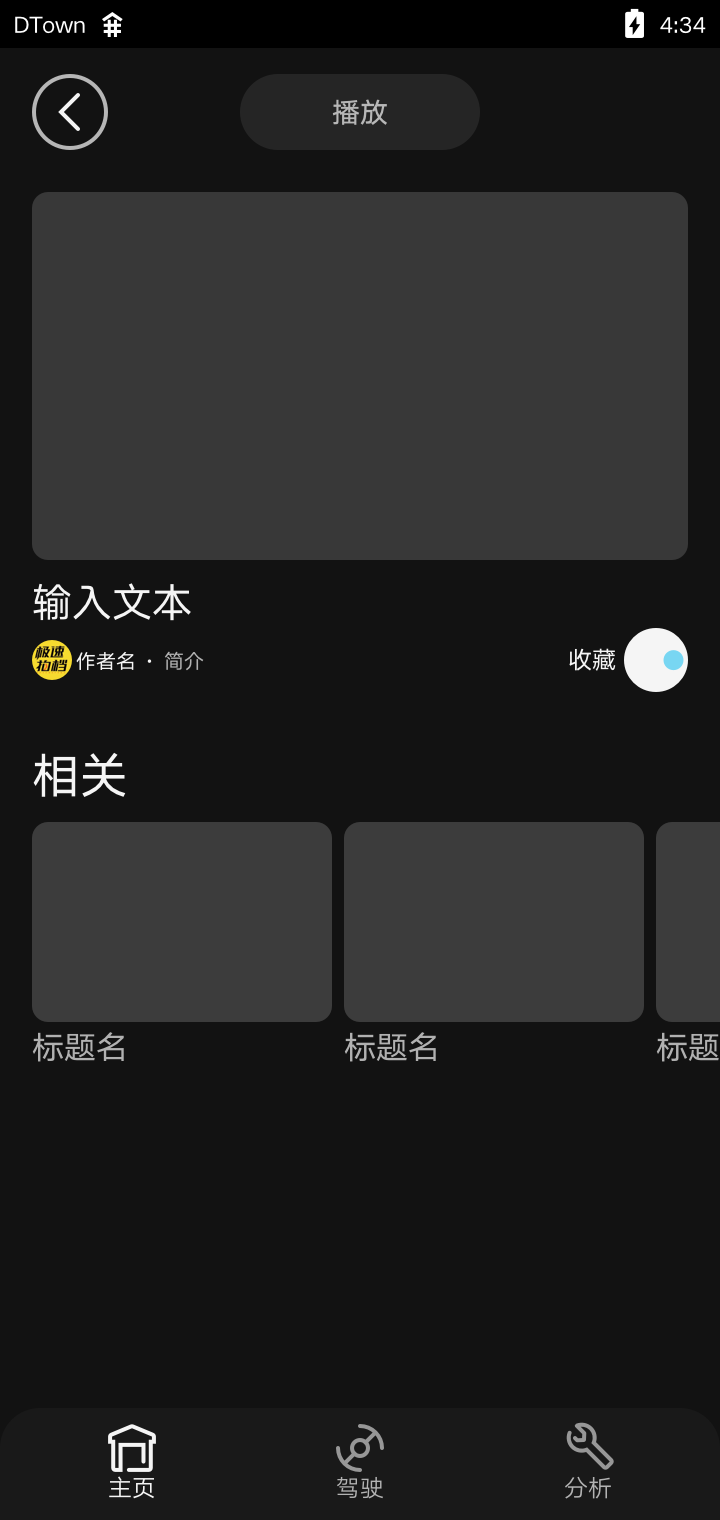 DTown 4:34
播放
输入文本
极速
拍档
作者名 · 简介
收藏
相关
标题名 标题名 标题
主页 驾驶 分析